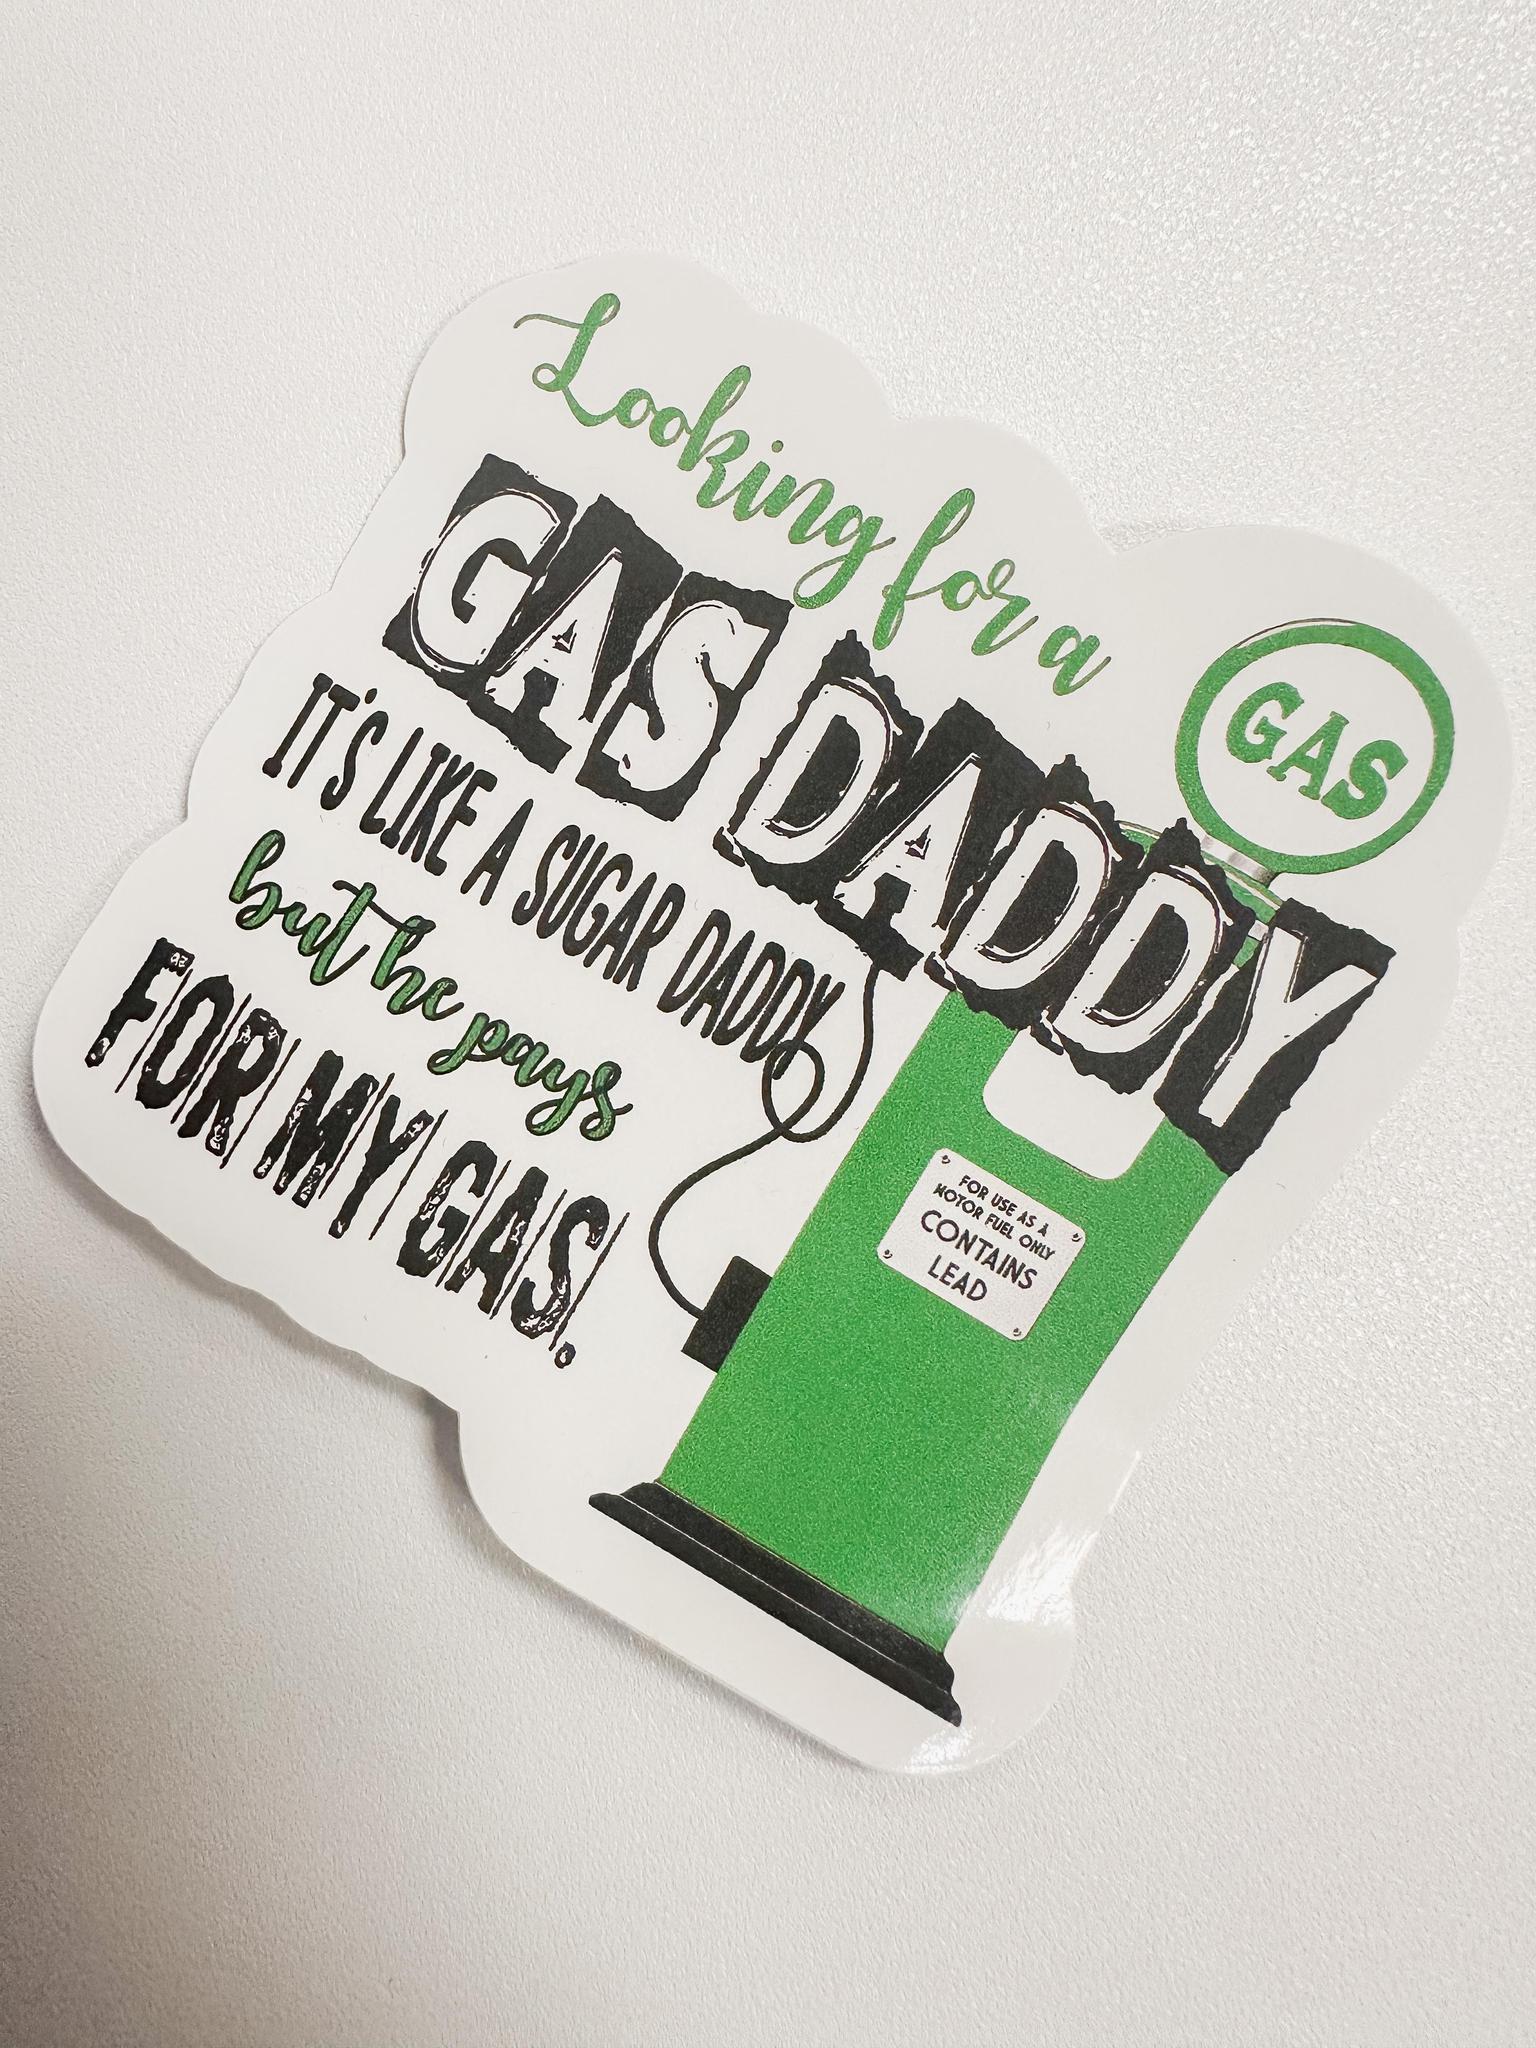 Looking for a
GAS DADDY
IT'S LIKE A SUGAR DADDY
but he pays
FOR MY GAS.
GAS
FOR USE AS A
MOTOR FUEL ONLY
CONTAINS
LEAD